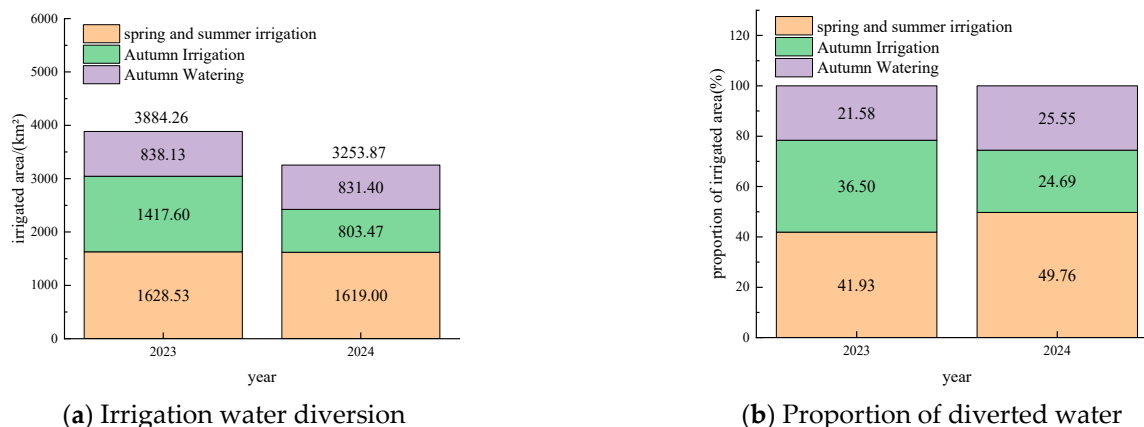 6000
5000
4000
3000
2000
1000
0
irrigated area/(km²)
spring and summer irrigation
Autumn Irrigation
Autumn Watering
3884.26
838.13
1417.60
1628.53
3253.87
831.40
803.47
1619.00
2023
2024
year
(a) Irrigation water diversion
120
100
80
60
40
20
0
proportion of irrigated area(%)
spring and summer irrigation
Autumn Irrigation
Autumn Watering
21.58
36.50
41.93
25.55
24.69
49.76
2023
2024
year
(b) Proportion of diverted water